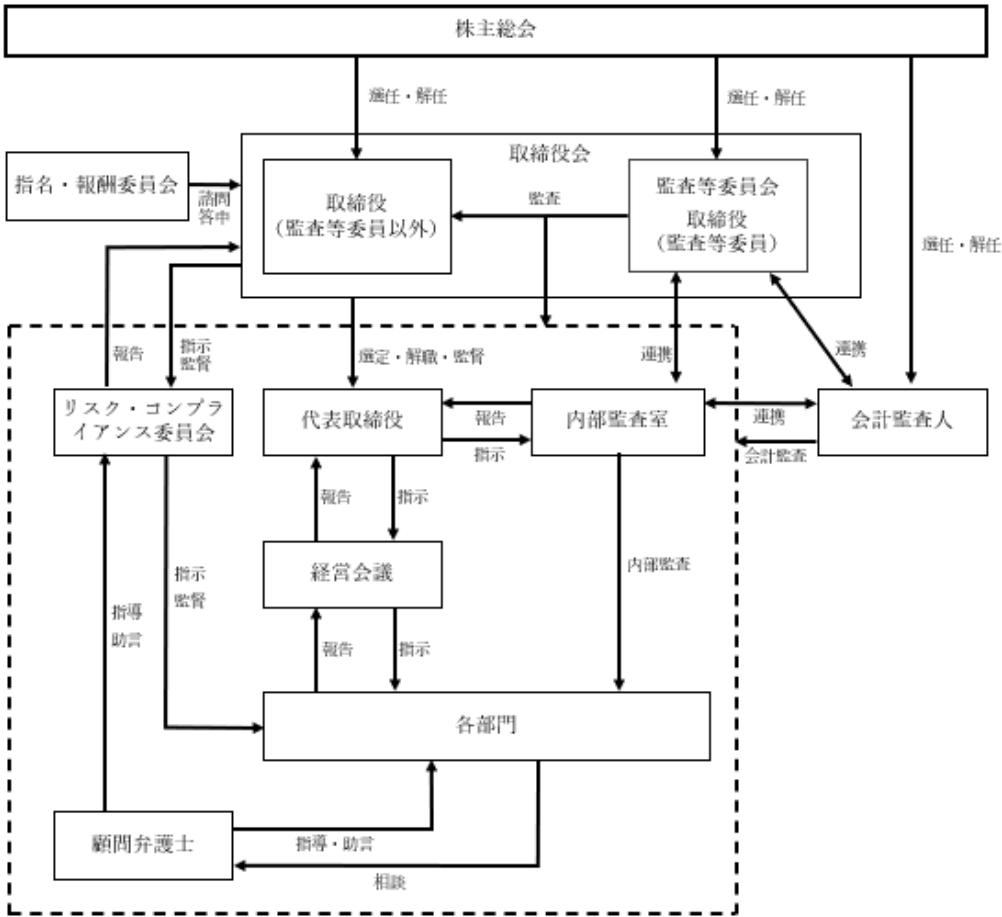 株主総会
選任・解任
選任・解任
取締役会
指名・報酬委員会
諮問
答申
取締役
（監査等委員以外）
監査
監査等委員会
取締役
（監査等委員）
選任・解任
報告
指示
監督
選定・解職・監督
連携
連携
リスク・コンプラ
イアンス委員会
代表取締役
報告
指示
内部監査室
連携
会計監査
会計監査人
報告
指示
経営会議
内部監査
指示
監督
指導
助言
報告
指示
各部門
顧問弁護士
指導・助言
相談